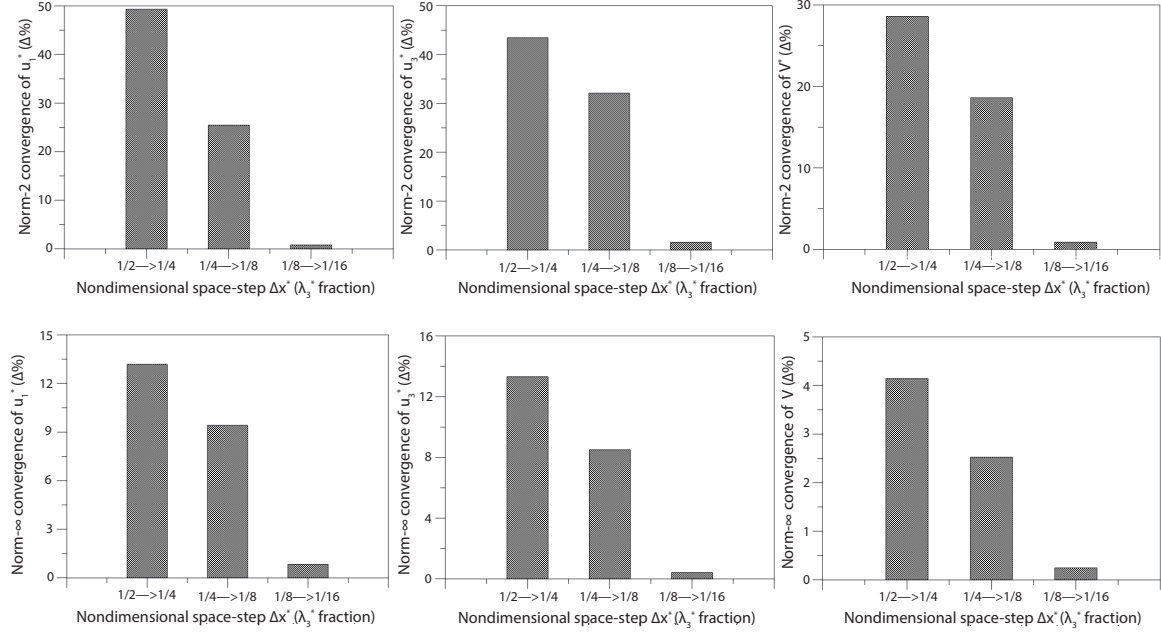 Norm-2 convergence of u₁* (Δ%)
50
40
30
20
10
0
1/2—>1/4 1/4—>1/8 1/8—>1/16
Nondimensional space-step Δx* (λ₃* fraction)
Norm-2 convergence of u₃* (Δ%)
50
40
30
20
10
0
1/2—>1/4 1/4—>1/8 1/8—>1/16
Nondimensional space-step Δx* (λ₃* fraction)
Norm-2 convergence of V* (Δ%)
30
20
10
0
1/2—>1/4 1/4—>1/8 1/8—>1/16
Nondimensional space-step Δx* (λ₃* fraction)
Norm-∞ convergence of u₁* (Δ%)
15
12
9
6
3
0
1/2—>1/4 1/4—>1/8 1/8—>1/16
Nondimensional space-step Δx* (λ₃* fraction)
Norm-∞ convergence of u₃* (Δ%)
16
12
8
4
0
1/2—>1/4 1/4—>1/8 1/8—>1/16
Nondimensional space-step Δx* (λ₃* fraction)
Norm-∞ convergence of V (Δ%)
5
4
3
2
1
0
1/2—>1/4 1/4—>1/8 1/8—>1/16
Nondimensional space-step Δx* (λ₃* fraction)